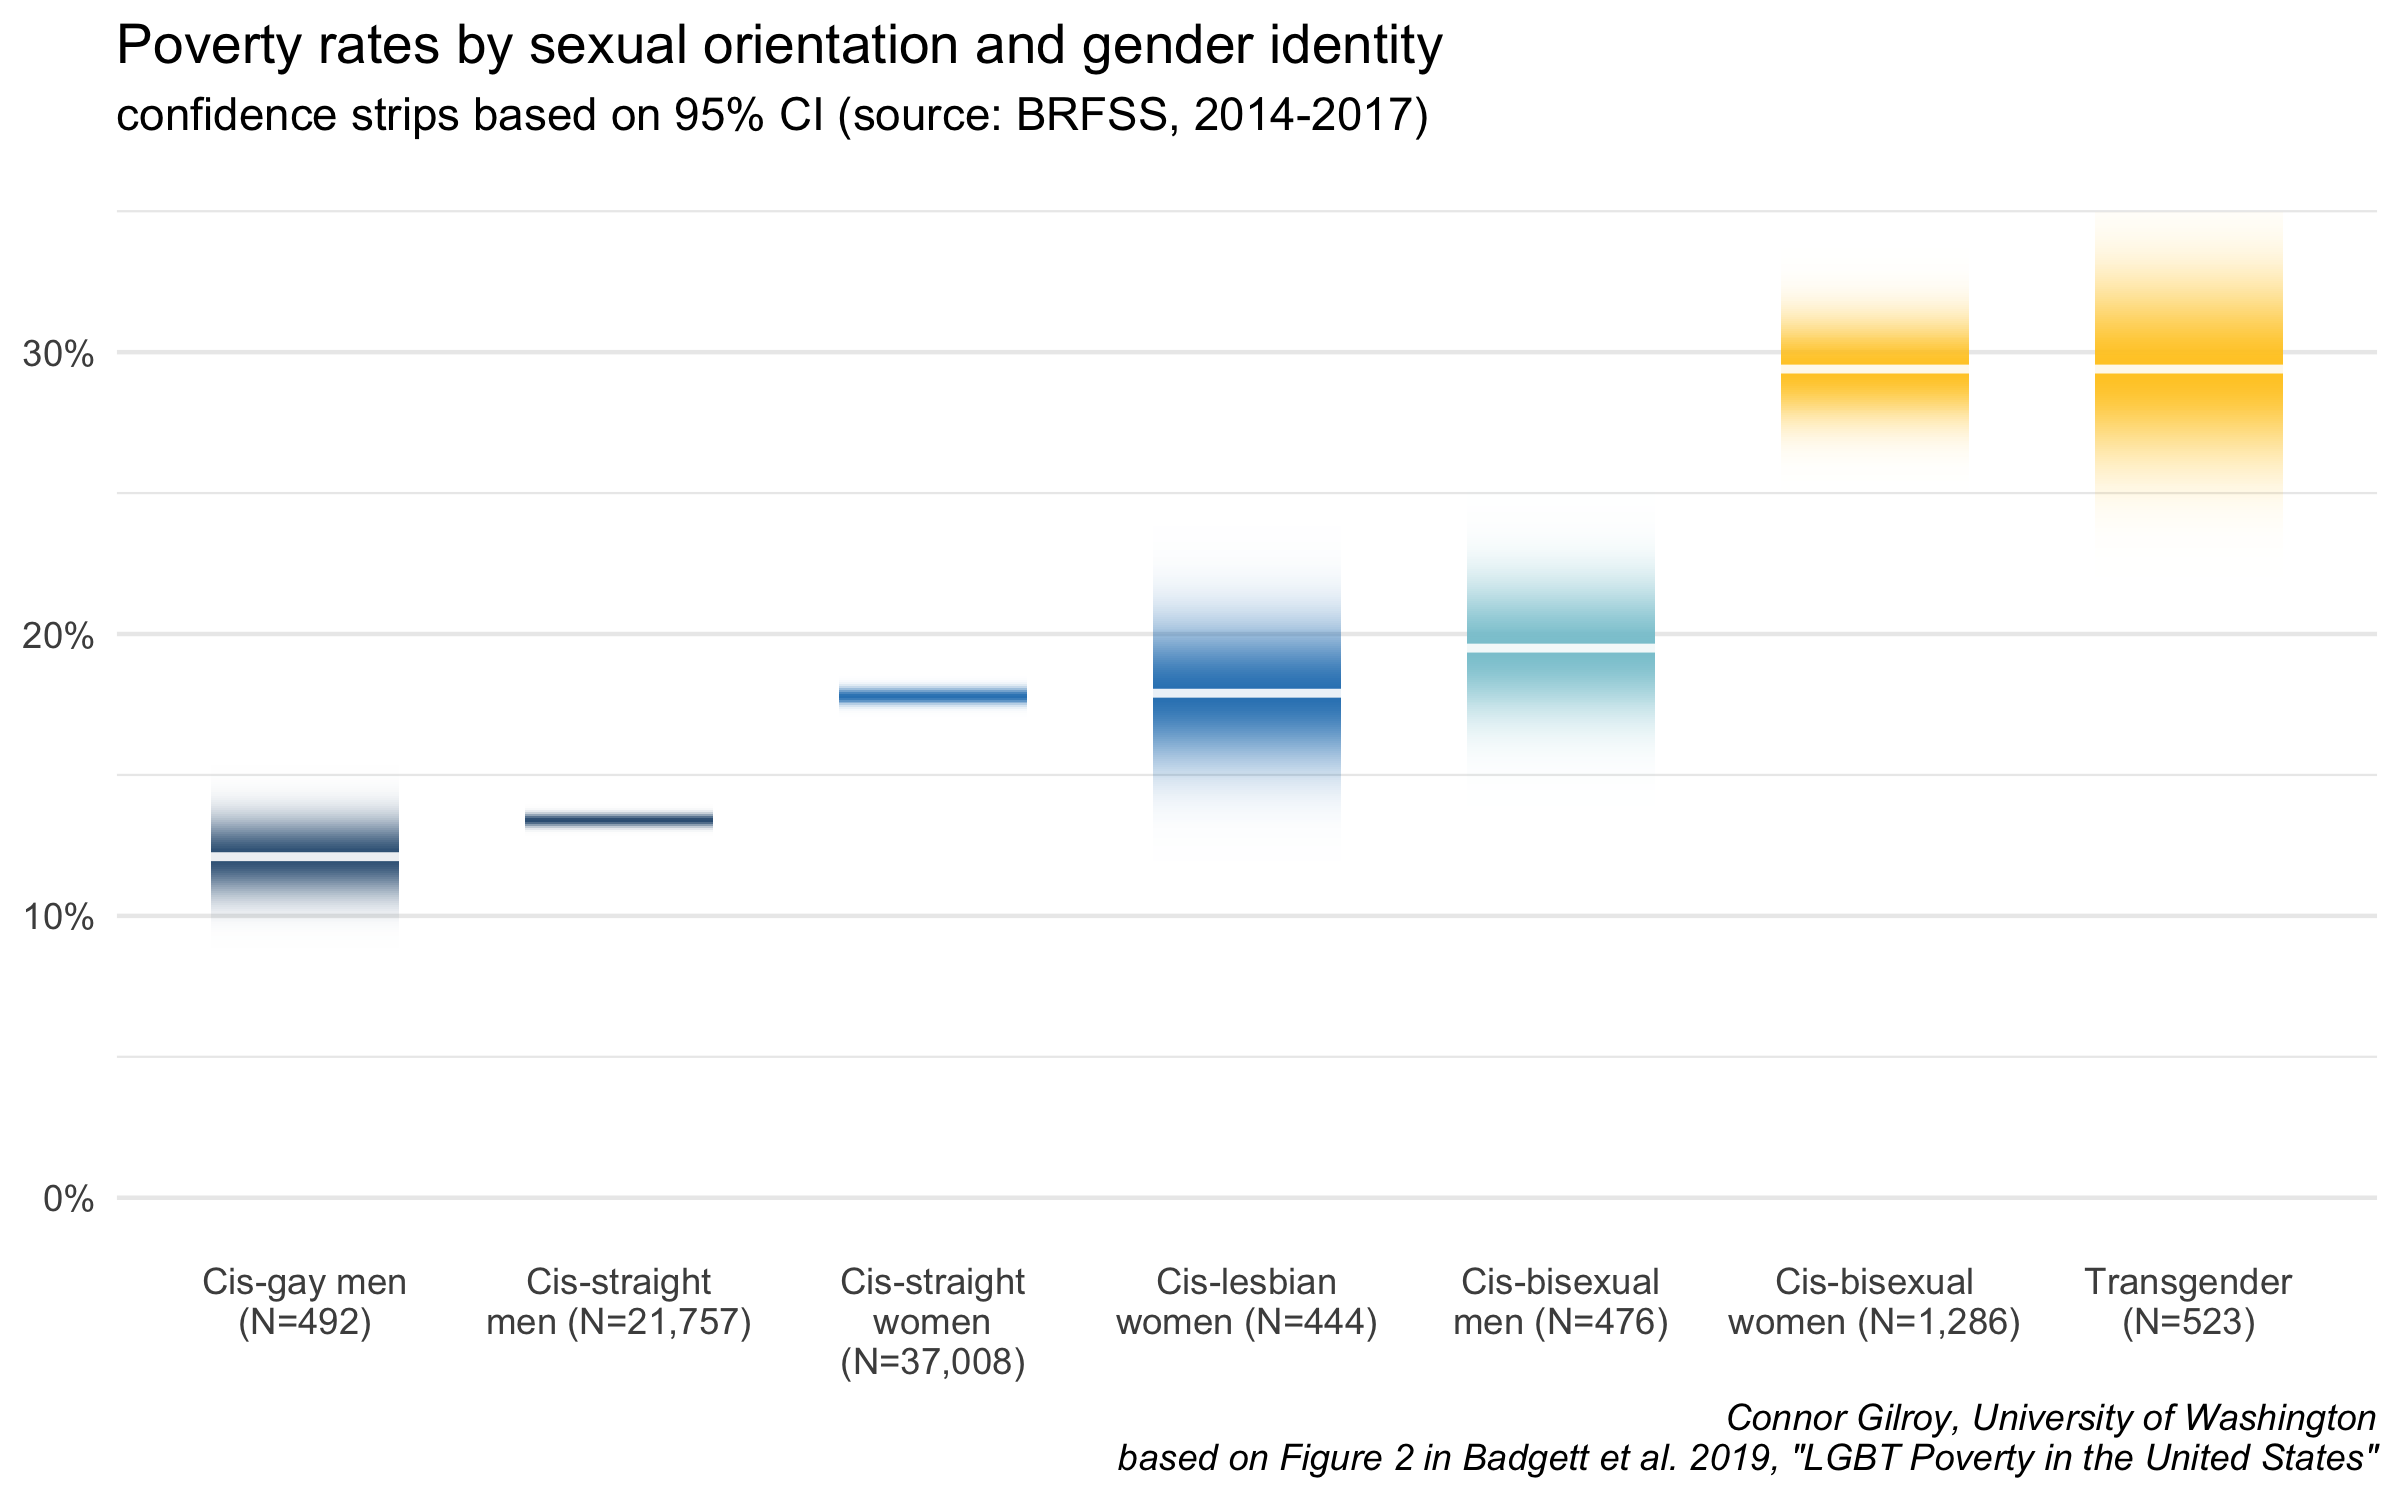 Poverty rates by sexual orientation and gender identity
confidence strips based on 95% CI (source: BRFSS, 2014-2017)
30%
20%
10%
0%
Cis-gay men
(N=492)
Cis-straight
men (N=21,757)
Cis-straight
women
(N=37,008)
Cis-lesbian
women (N=444)
Cis-bisexual
men (N=476)
Cis-bisexual
women (N=1,286)
Transgender
(N=523)
Connor Gilroy, University of Washington
based on Figure 2 in Badgett et al. 2019, "LGBT Poverty in the United States"